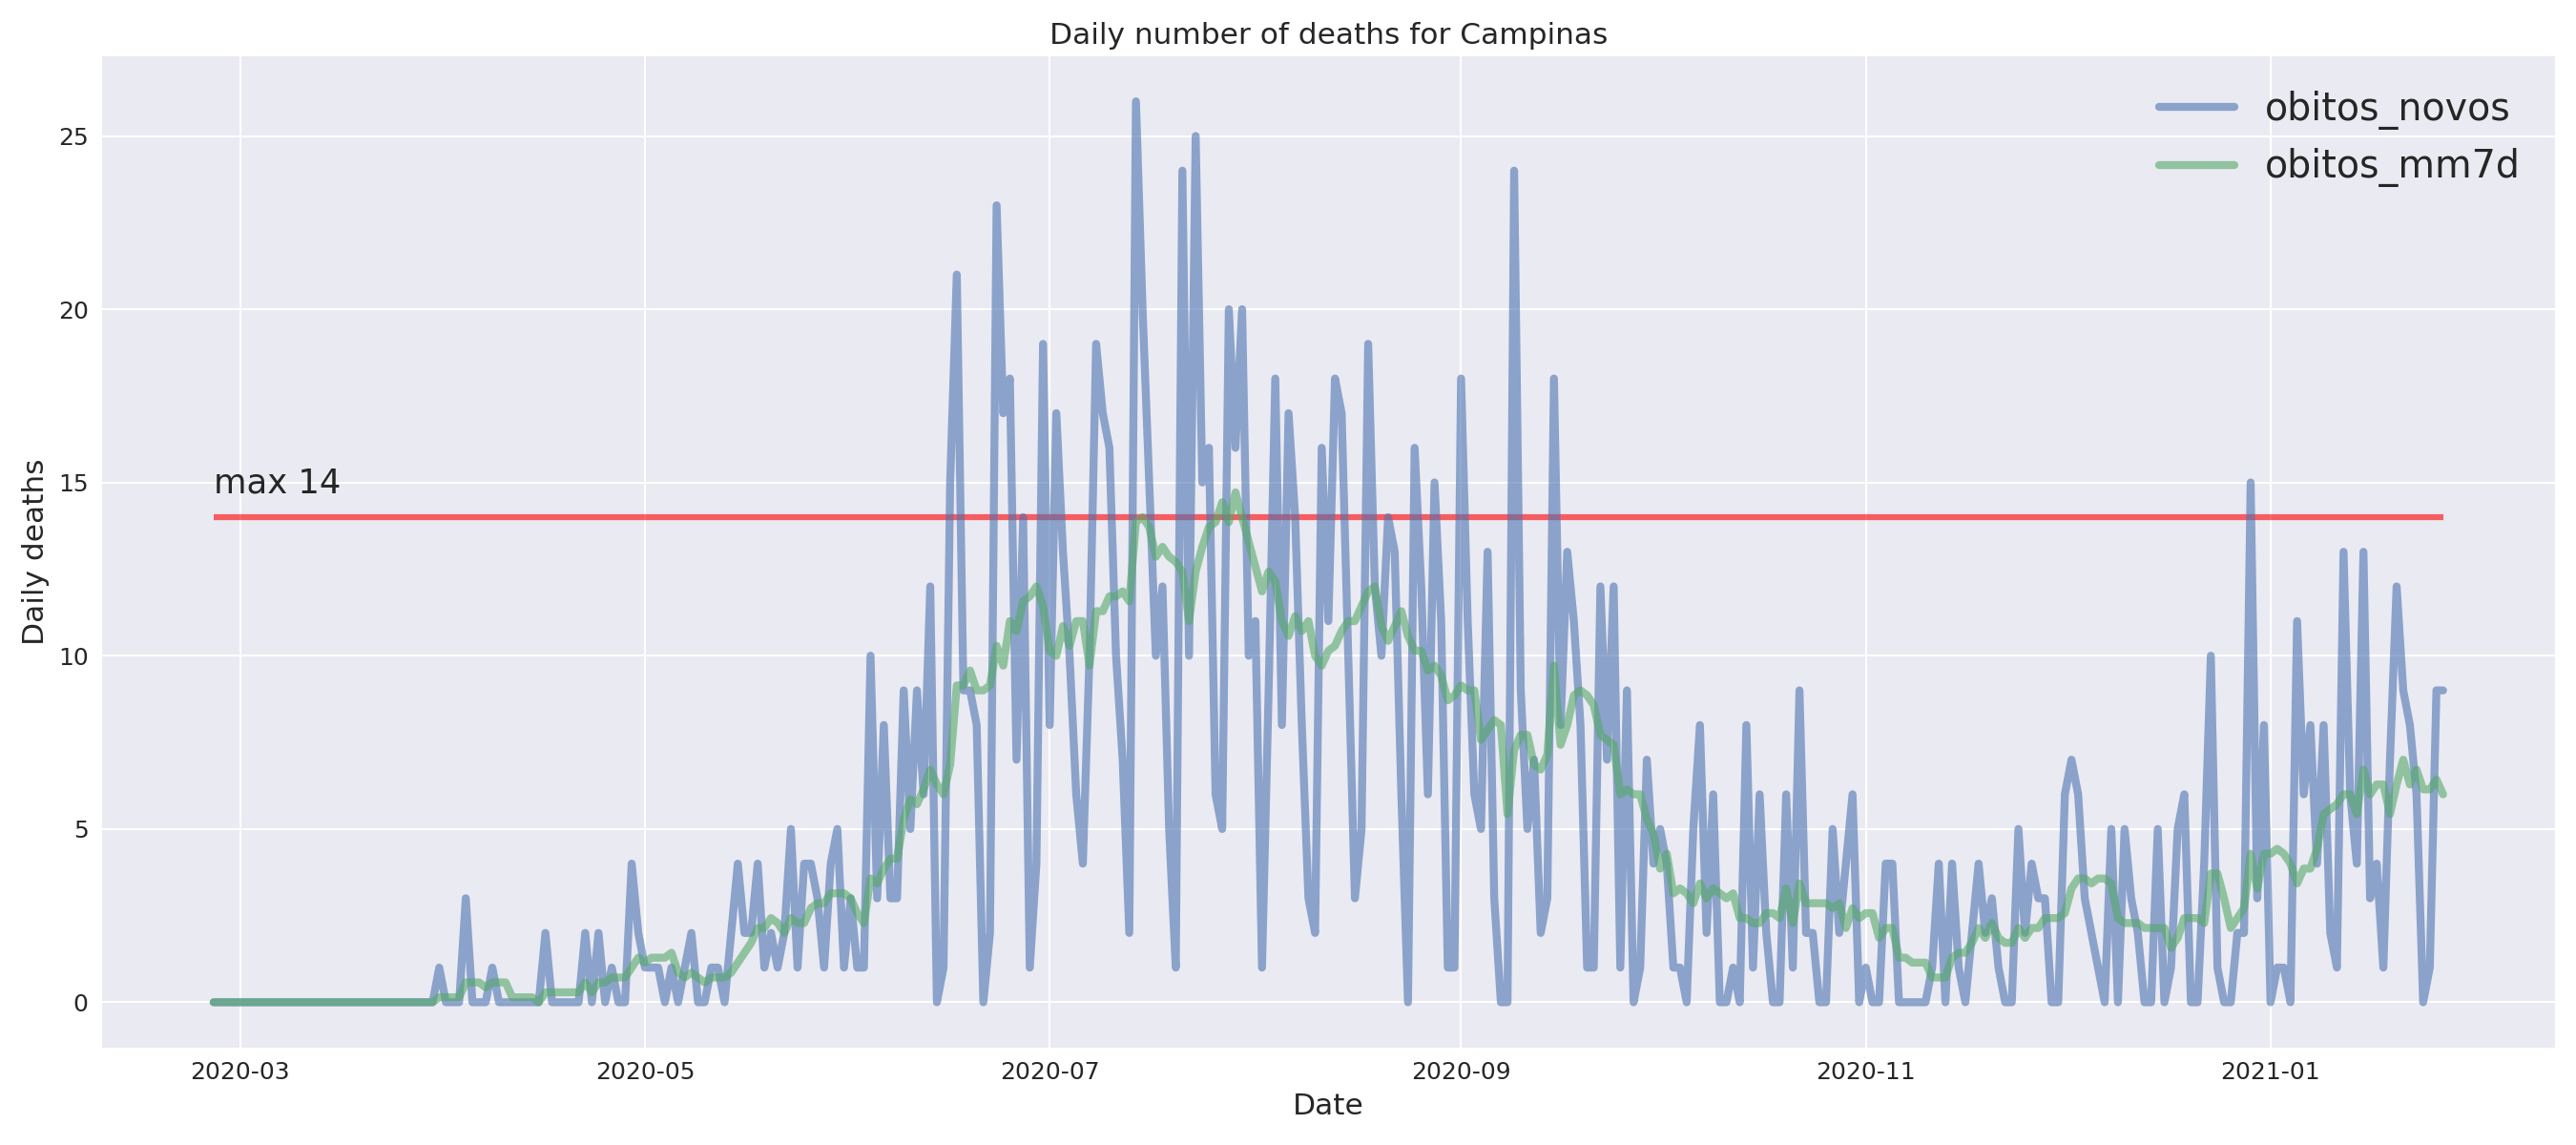 Daily number of deaths for Campinas
obitos_novos
obitos_mm7d
max 14
Daily deaths
25
20
15
10
5
0
2020-03
2020-05
2020-07
2020-09
2020-11
2021-01
Date